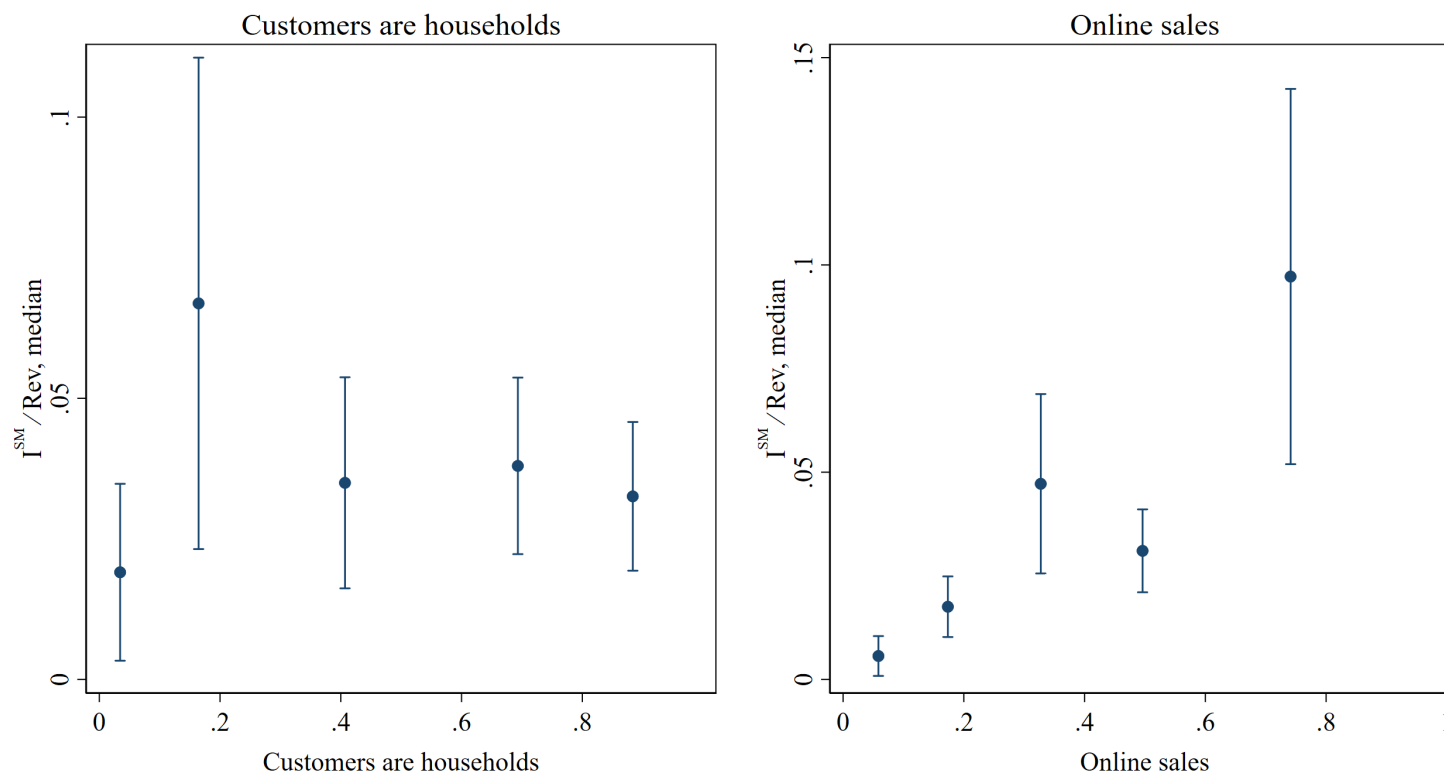 Customers are households
I^SM/Rev, median
.1
.05
0
0 .2 .4 .6 .8
Customers are households
Online sales
I^SM/Rev, median
.15
.1
.05
0
0 .2 .4 .6 .8
Online sales